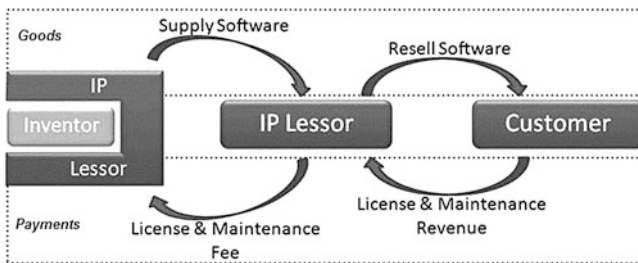 Goods
Supply Software
Resell Software
IP
Inventor
Lessor
IP Lessor
Customer
Payments
License & Maintenance
Fee
License & Maintenance
Revenue